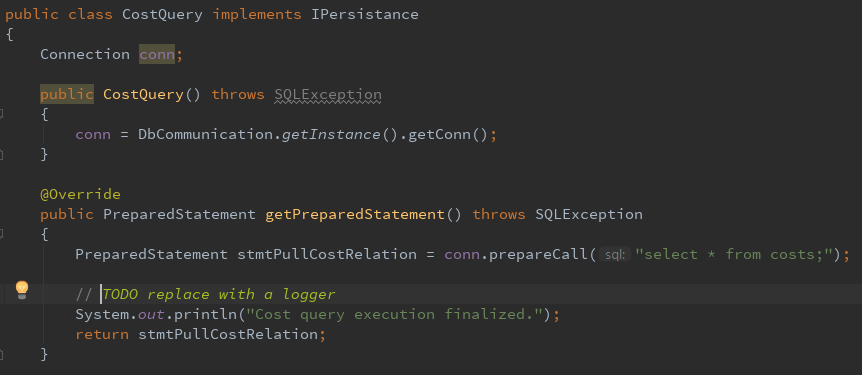 public class CostQuery implements IPersistance
{
    Connection conn;
    public CostQuery() throws SQLException
    {
        conn = DbCommunication.getInstance().getConn();
    }
    @Override
    public PreparedStatement getPreparedStatement() throws SQLException
    {
        PreparedStatement stmtPullCostRelation = conn.prepareCall( sql: "select * from costs;");
        // TODO replace with a logger
        System.out.println("Cost query execution finalized.");
        return stmtPullCostRelation;
    }